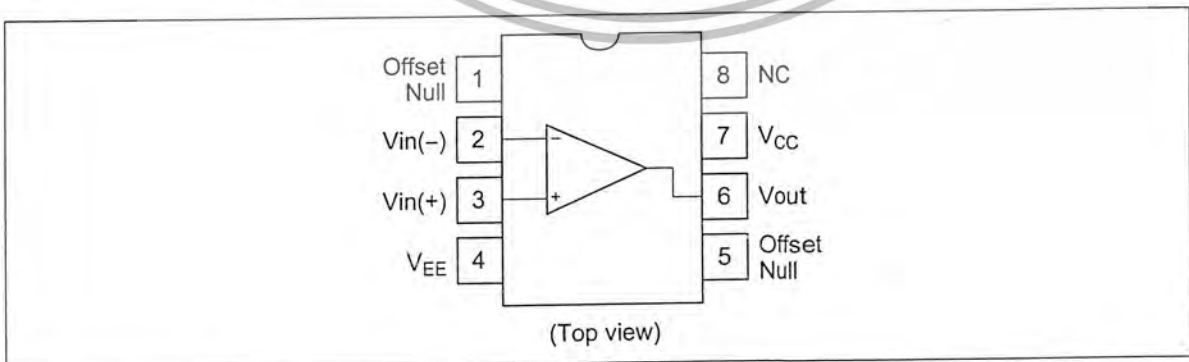 Offset
Null
1
8
NC
Vin(−)
2
7
VCC
Vin(+)
3
6
Vout
VEE
4
5
Offset
Null
−
+
(Top view)